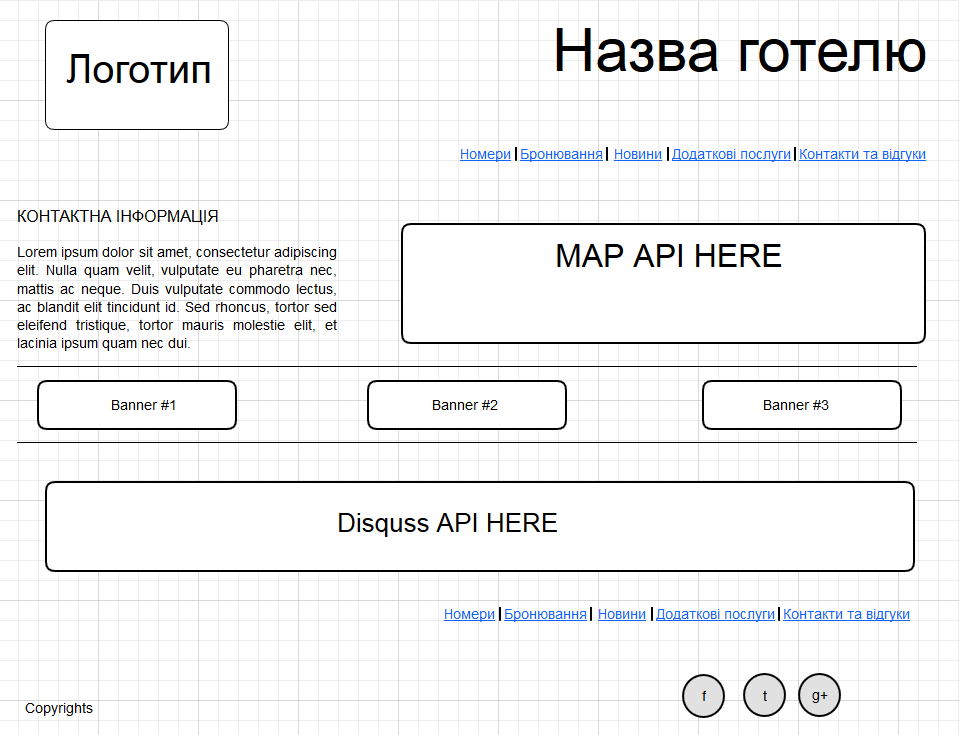 Логотип
Назва готелю
Номери | Бронювання | Новини | Додаткові послуги | Контакти та відгуки
КОНТАКТНА ІНФОРМАЦІЯ
Lorem ipsum dolor sit amet, consectetur adipiscing
elit. Nulla quam velit, vulputate eu pharetra nec,
mattis ac neque. Duis vulputate commodo lectus,
ac blandit elit tincidunt id. Sed rhoncus, tortor sed
eleifend tristique, tortor mauris molestie elit, et
lacinia ipsum quam nec dui.
MAP API HERE
Banner #1
Banner #2
Banner #3
Disquss API HERE
Номери | Бронювання | Новини | Додаткові послуги | Контакти та відгуки
f
t
g+
Copyrights